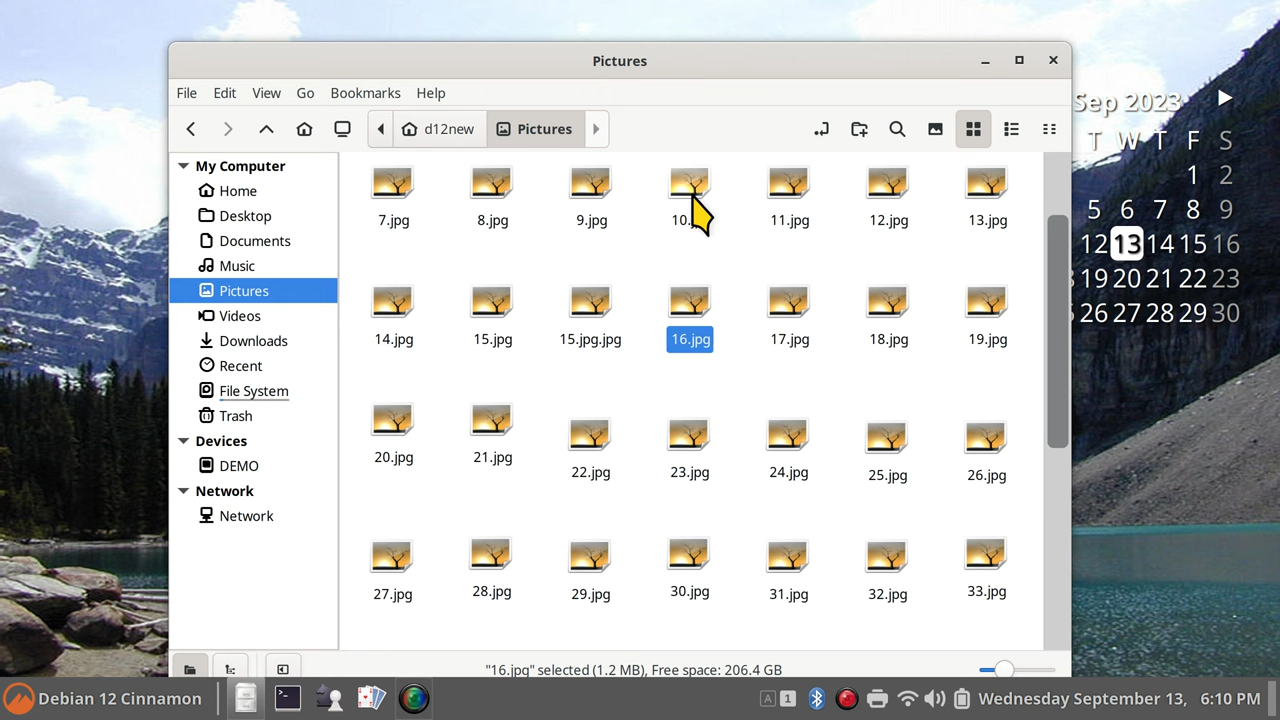 Pictures
File Edit View Go Bookmarks Help
d12new Pictures
My Computer
Home
Desktop
Documents
Music
Pictures
Videos
Downloads
Recent
File System
Trash
Devices
DEMO
Network
Network
7.jpg 8.jpg 9.jpg 10. 11.jpg 12.jpg 13.jpg
14.jpg 15.jpg 15.jpg.jpg 16.jpg 17.jpg 18.jpg 19.jpg
20.jpg 21.jpg 22.jpg 23.jpg 24.jpg 25.jpg 26.jpg
27.jpg 28.jpg 29.jpg 30.jpg 31.jpg 32.jpg 33.jpg
"16.jpg" selected (1.2 MB), Free space: 206.4 GB
Sep 2023
T W T F S
1 2
5 6 7 8 9
12 13 14 15 16
19 20 21 22 23
26 27 28 29 30
Debian 12 Cinnamon
A 1
Wednesday September 13, 6:10 PM